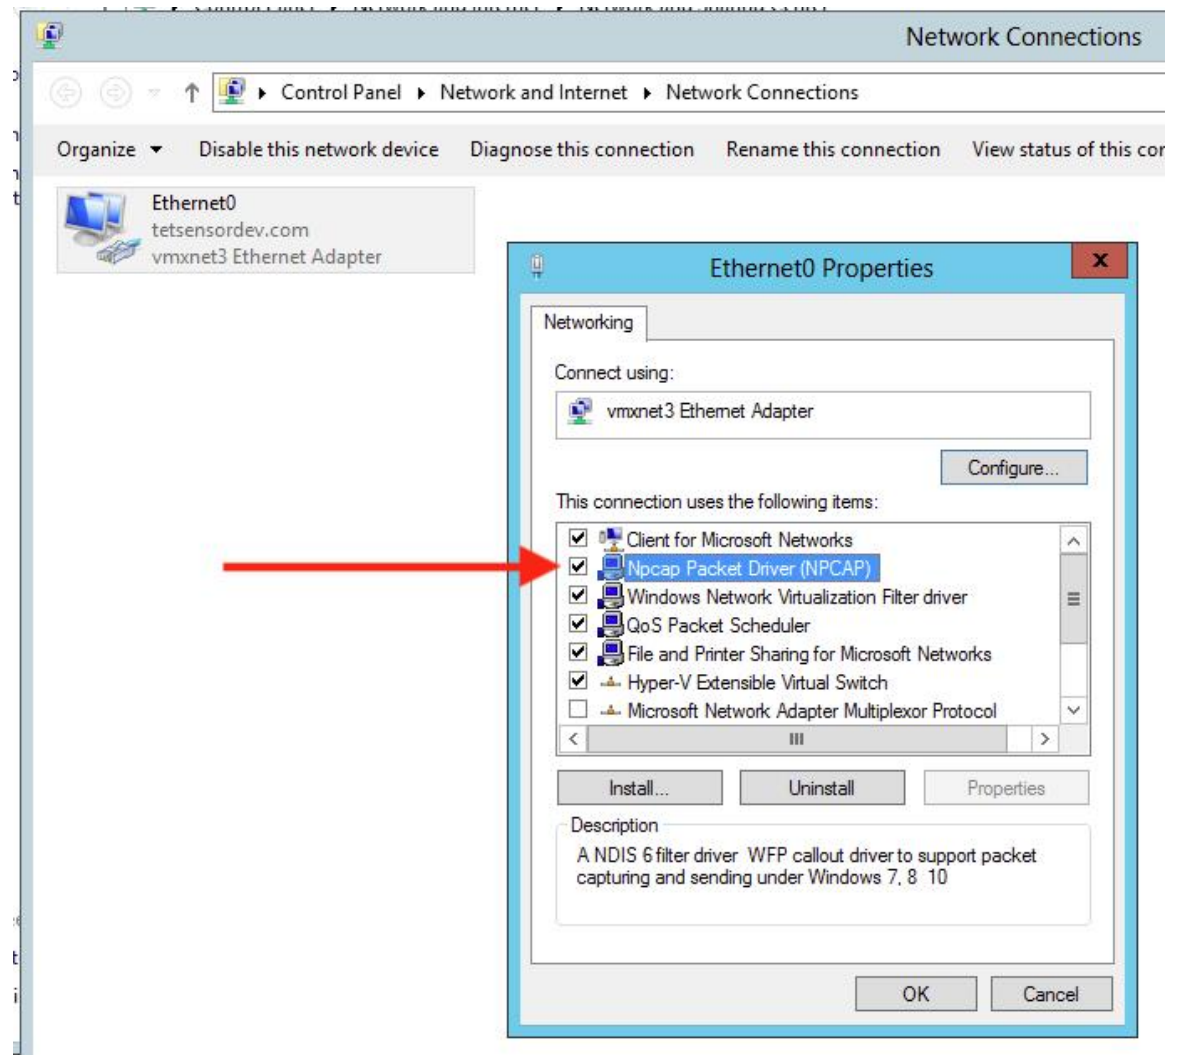 Network Connections
Control Panel Network and Internet Network Connections
Organize Disable this network device Diagnose this connection Rename this connection View status of this cor
Ethernet0
tetsensordev.com
vmxnet3 Ethernet Adapter
Ethernet0 Properties
x
Networking
Connect using:
vmxnet3 Ethernet Adapter
Configure...
This connection uses the following items:
Client for Microsoft Networks
Npcap Packet Driver (NPCAP)
Windows Network Virtualization Filter driver
QoS Packet Scheduler
File and Printer Sharing for Microsoft Networks
Hyper-V Extensible Virtual Switch
Microsoft Network Adapter Multiplexor Protocol
Install... Uninstall Properties
Description
A NDIS 6 filter driver WFP callout driver to support packet
capturing and sending under Windows 7, 8 10
OK Cancel